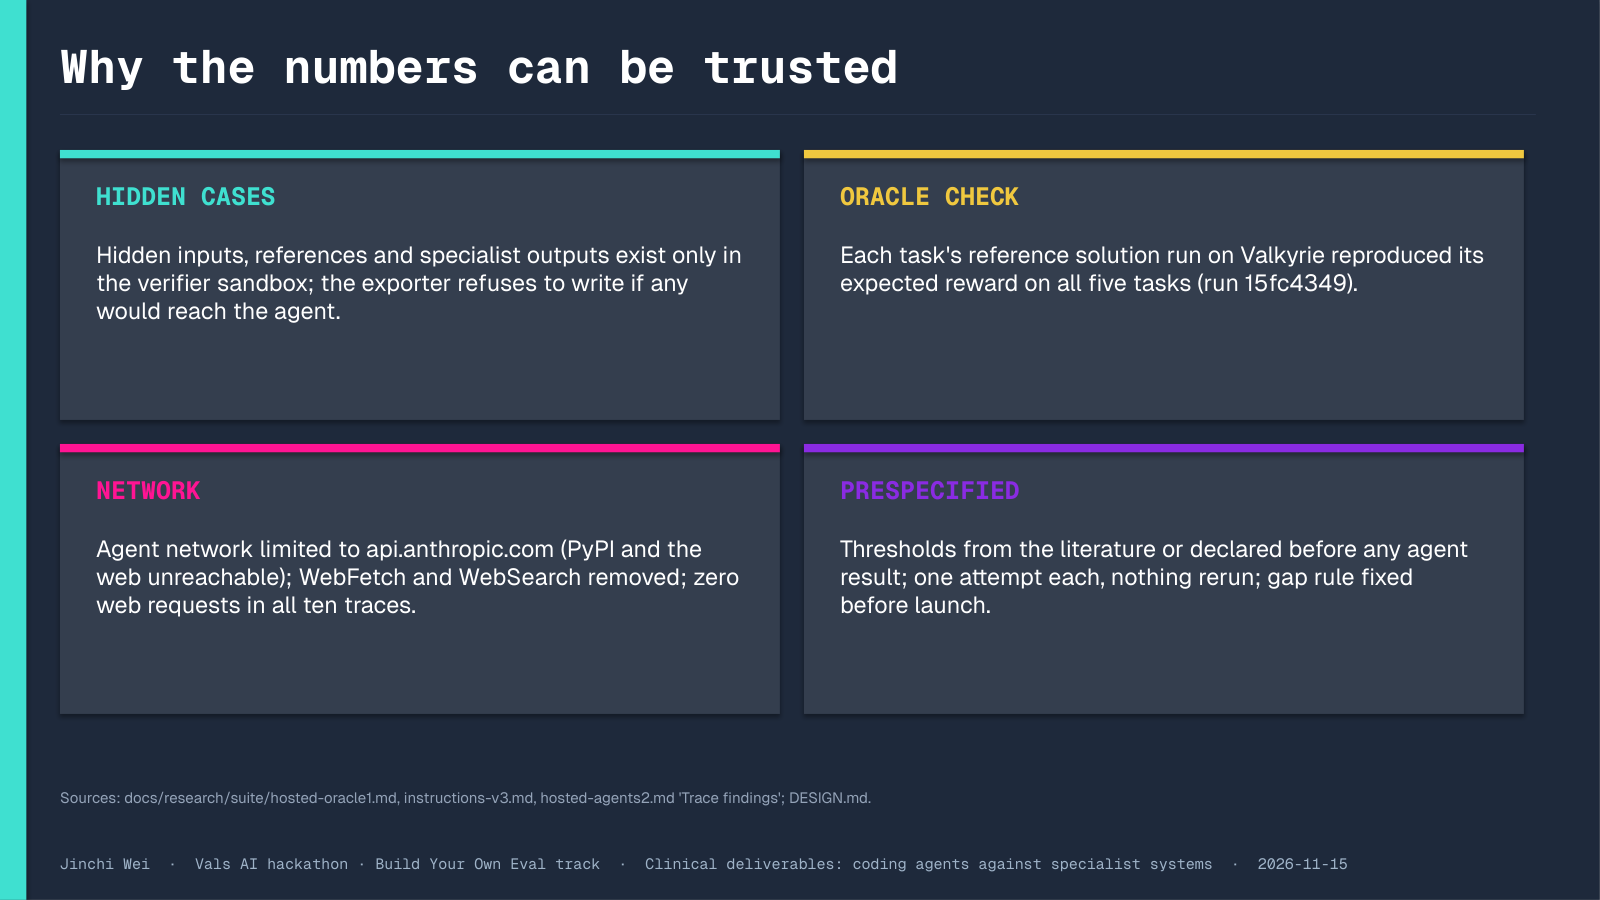 Why the numbers can be trusted
HIDDEN CASES
Hidden inputs, references and specialist outputs exist only in
the verifier sandbox; the exporter refuses to write if any
would reach the agent.
ORACLE CHECK
Each task's reference solution run on Valkyrie reproduced its
expected reward on all five tasks (run 15fc4349).
NETWORK
Agent network limited to api.anthropic.com (PyPI and the
web unreachable); WebFetch and WebSearch removed; zero
web requests in all ten traces.
PRESPECIFIED
Thresholds from the literature or declared before any agent
result; one attempt each, nothing rerun; gap rule fixed
before launch.
Sources: docs/research/suite/hosted-oracle1.md, instructions-v3.md, hosted-agents2.md 'Trace findings'; DESIGN.md.
Jinchi Wei · Vals AI hackathon · Build Your Own Eval track · Clinical deliverables: coding agents against specialist systems · 2026-11-15